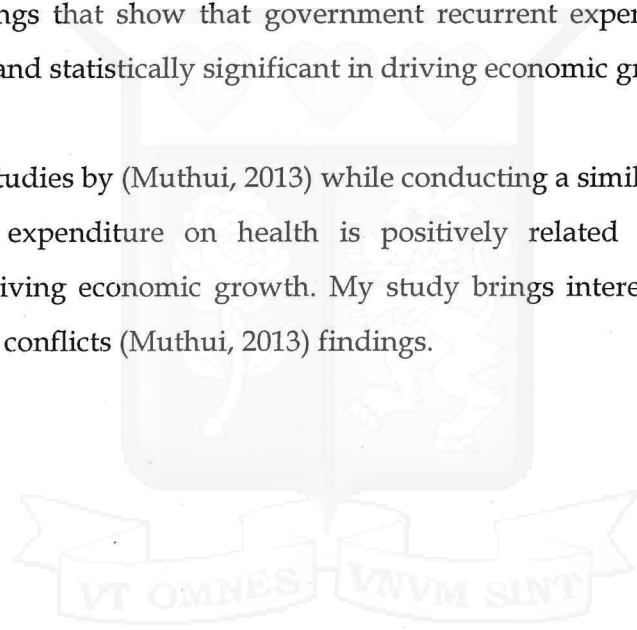 ngs that show that government recurrent exper
and statistically significant in driving economic gr
tudies by (Muthui, 2013) while conducting a simil
expenditure on health is positively related
iving economic growth. My study brings intere
conflicts (Muthui, 2013) findings.
VT OMNES VNVM SINT